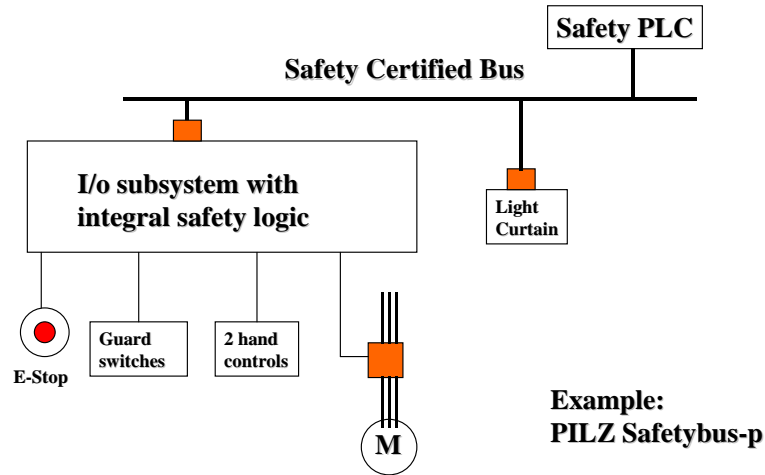 Safety PLC
Safety Certified Bus
I/o subsystem with
integral safety logic
Light
Curtain
Guard
switches
2 hand
controls
E-Stop
M
Example:
PILZ Safetybus-p